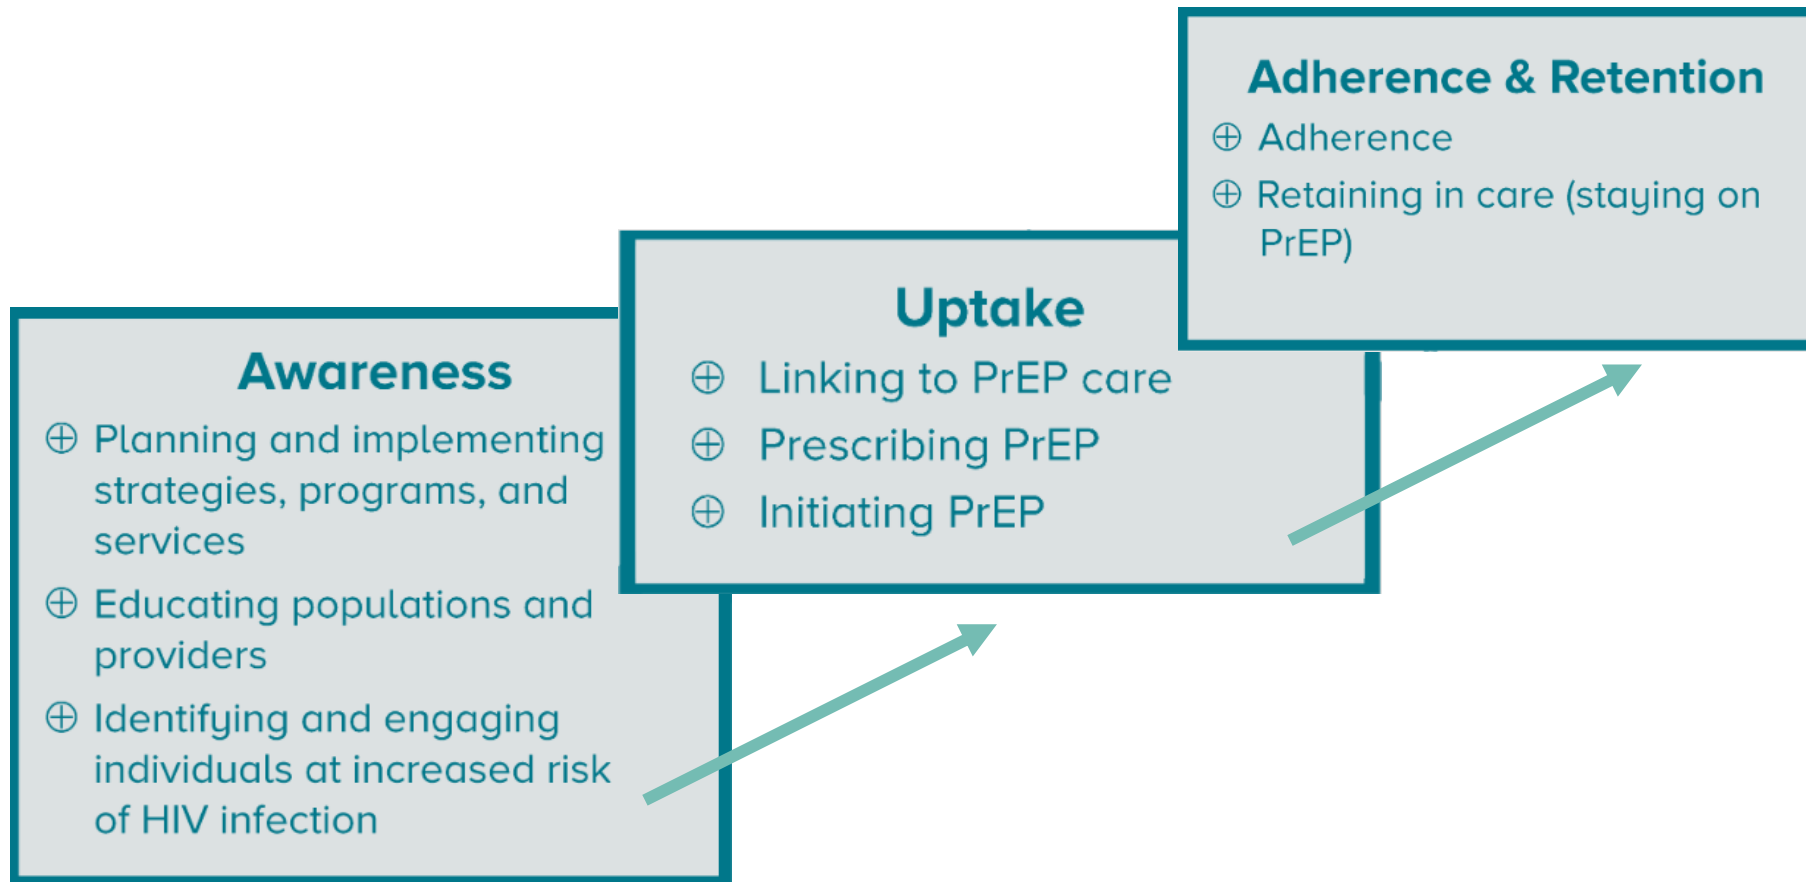 Awareness
⊕ Planning and implementing
strategies, programs, and
services
⊕ Educating populations and
providers
⊕ Identifying and engaging
individuals at increased risk
of HIV infection
Uptake
⊕ Linking to PrEP care
⊕ Prescribing PrEP
⊕ Initiating PrEP
Adherence & Retention
⊕ Adherence
⊕ Retaining in care (staying on
PrEP)